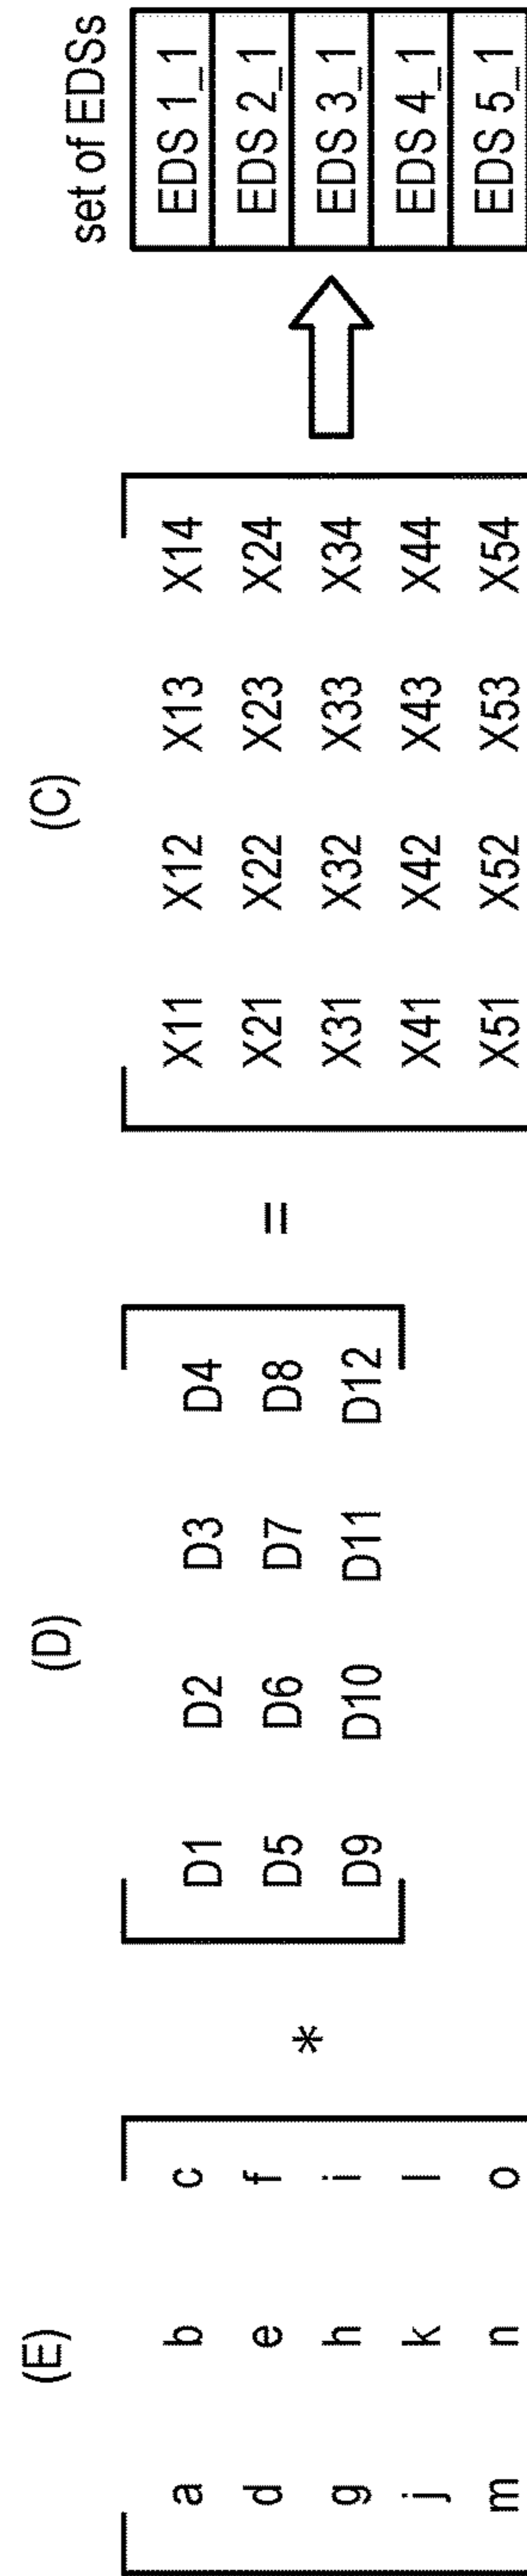 (E) (D) (C) set of EDSs
a b c D1 D2 D3 D4 X11 X12 X13 X14 EDS 1_1
d e f D5 D6 D7 D8 X21 X22 X23 X24 EDS 2_1
g h i * D9 D10 D11 D12 = X31 X32 X33 X34 EDS 3_1
j k l X41 X42 X43 X44 EDS 4_1
m n o X51 X52 X53 X54 EDS 5_1